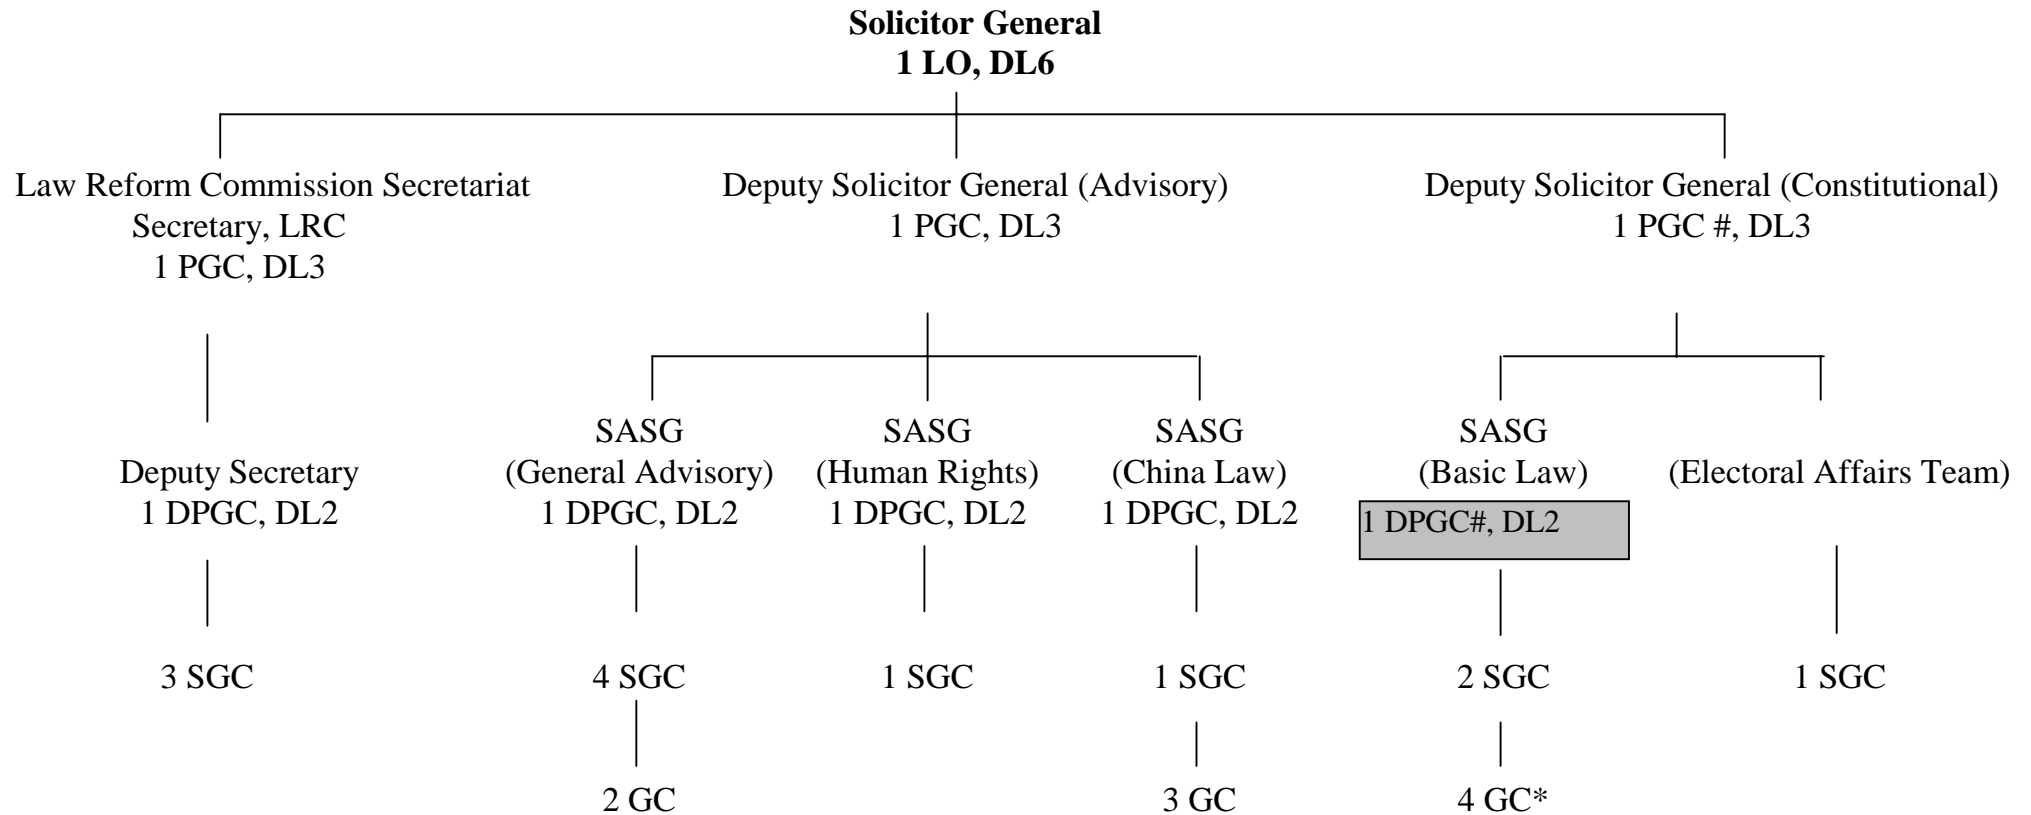 Solicitor General
1 LO, DL6
Law Reform Commission Secretariat
Secretary, LRC
1 PGC, DL3
Deputy Solicitor General (Advisory)
1 PGC, DL3
Deputy Solicitor General (Constitutional)
1 PGC #, DL3
Deputy Secretary
1 DPGC, DL2
SASG
(General Advisory)
1 DPGC, DL2
SASG
(Human Rights)
1 DPGC, DL2
SASG
(China Law)
1 DPGC, DL2
SASG
(Basic Law)
1 DPGC#, DL2
(Electoral Affairs Team)
3 SGC
4 SGC
1 SGC
1 SGC
2 SGC
1 SGC
2 GC
3 GC
4 GC*